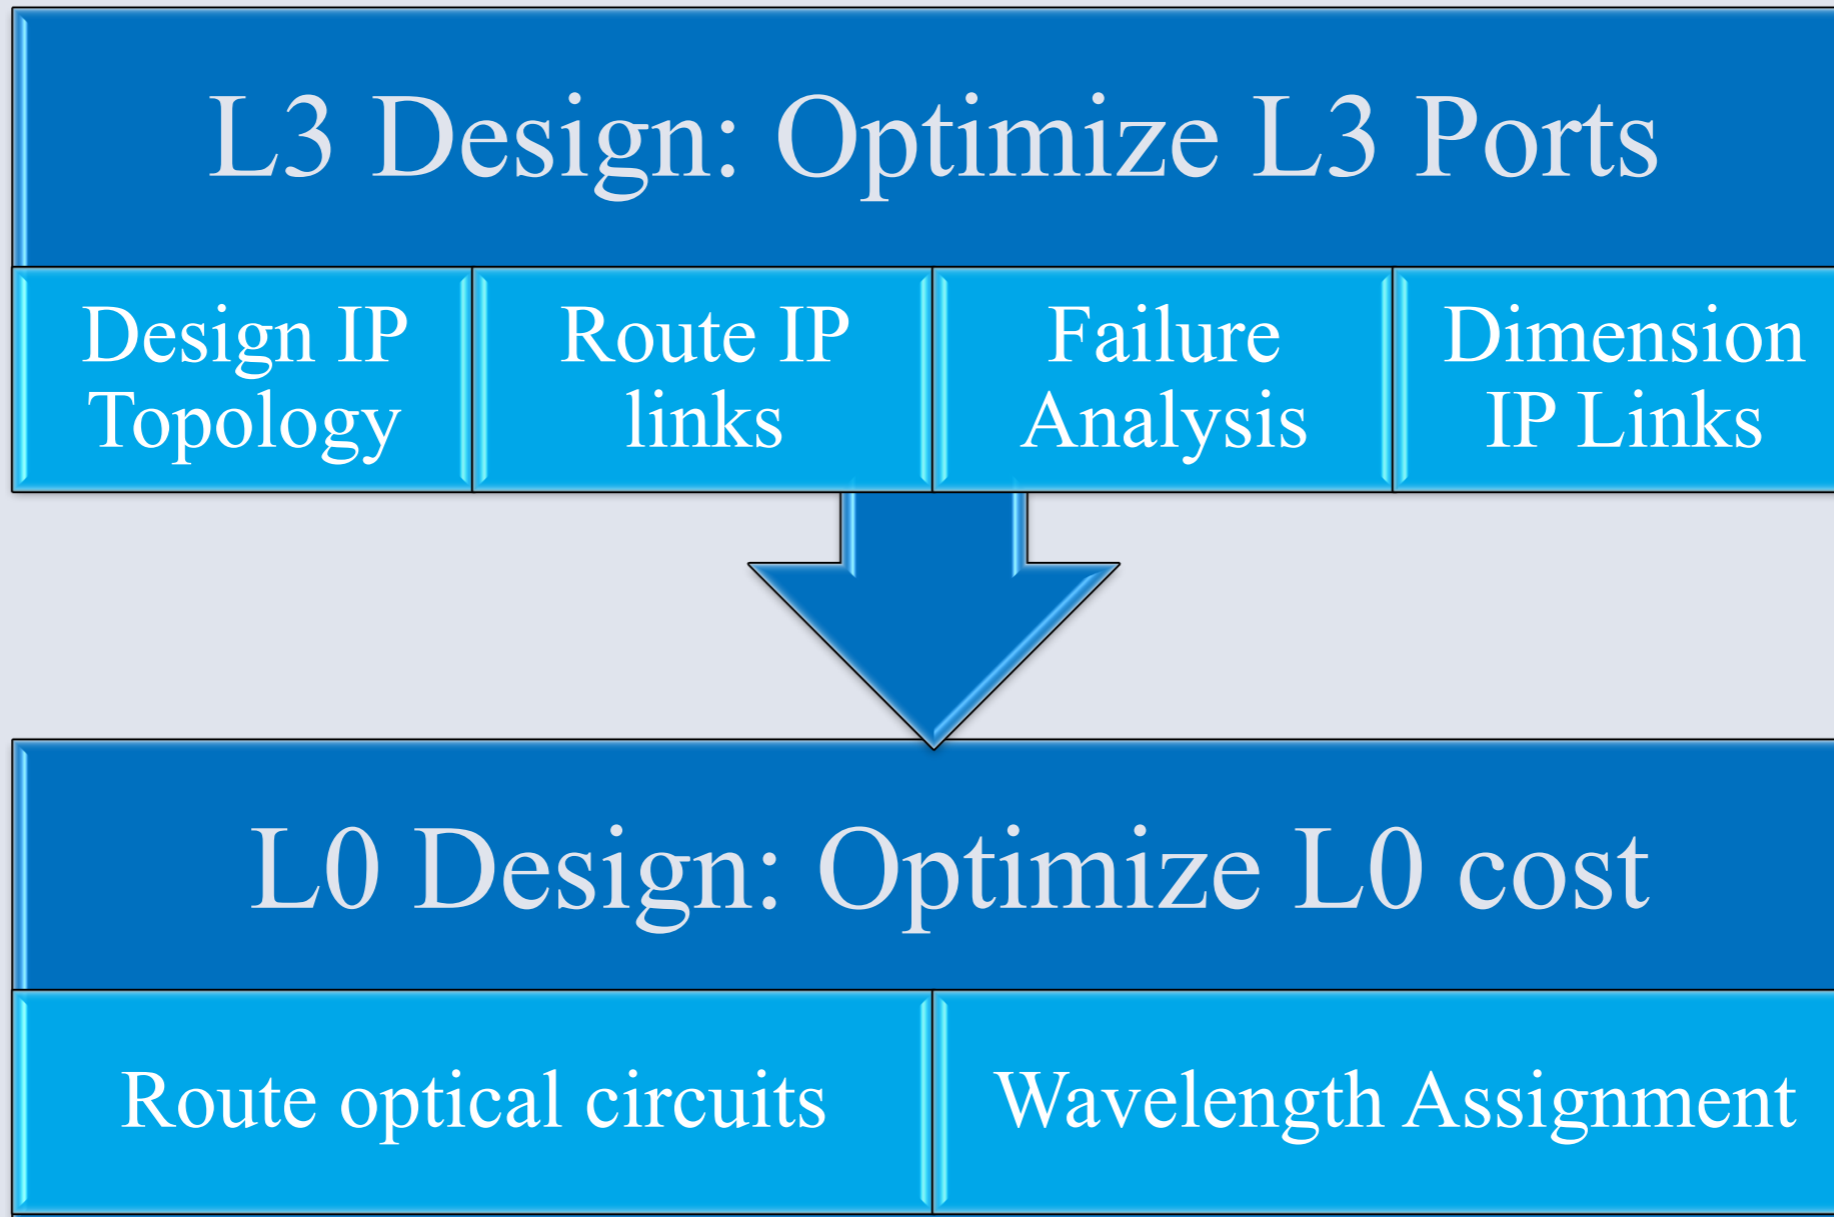 L3 Design: Optimize L3 Ports
Design IP
Topology
Route IP
links
Failure
Analysis
Dimension
IP Links
L0 Design: Optimize L0 cost
Route optical circuits
Wavelength Assignment